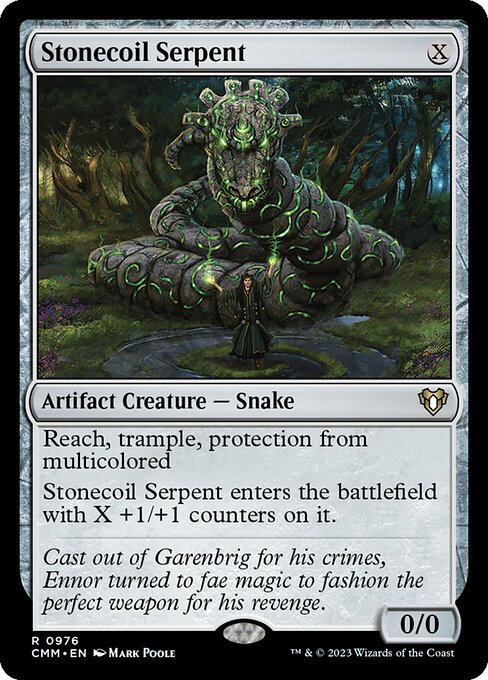 Stonecoil Serpent X
Artifact Creature — Snake
Reach, trample, protection from
multicolored
Stonecoil Serpent enters the battlefield
with X +1/+1 counters on it.
Cast out of Garenbrig for his crimes,
Ennor turned to fae magic to fashion the
perfect weapon for his revenge.
0/0
R 0976
CMM • EN Mark Poole ™ & © 2023 Wizards of the Coast